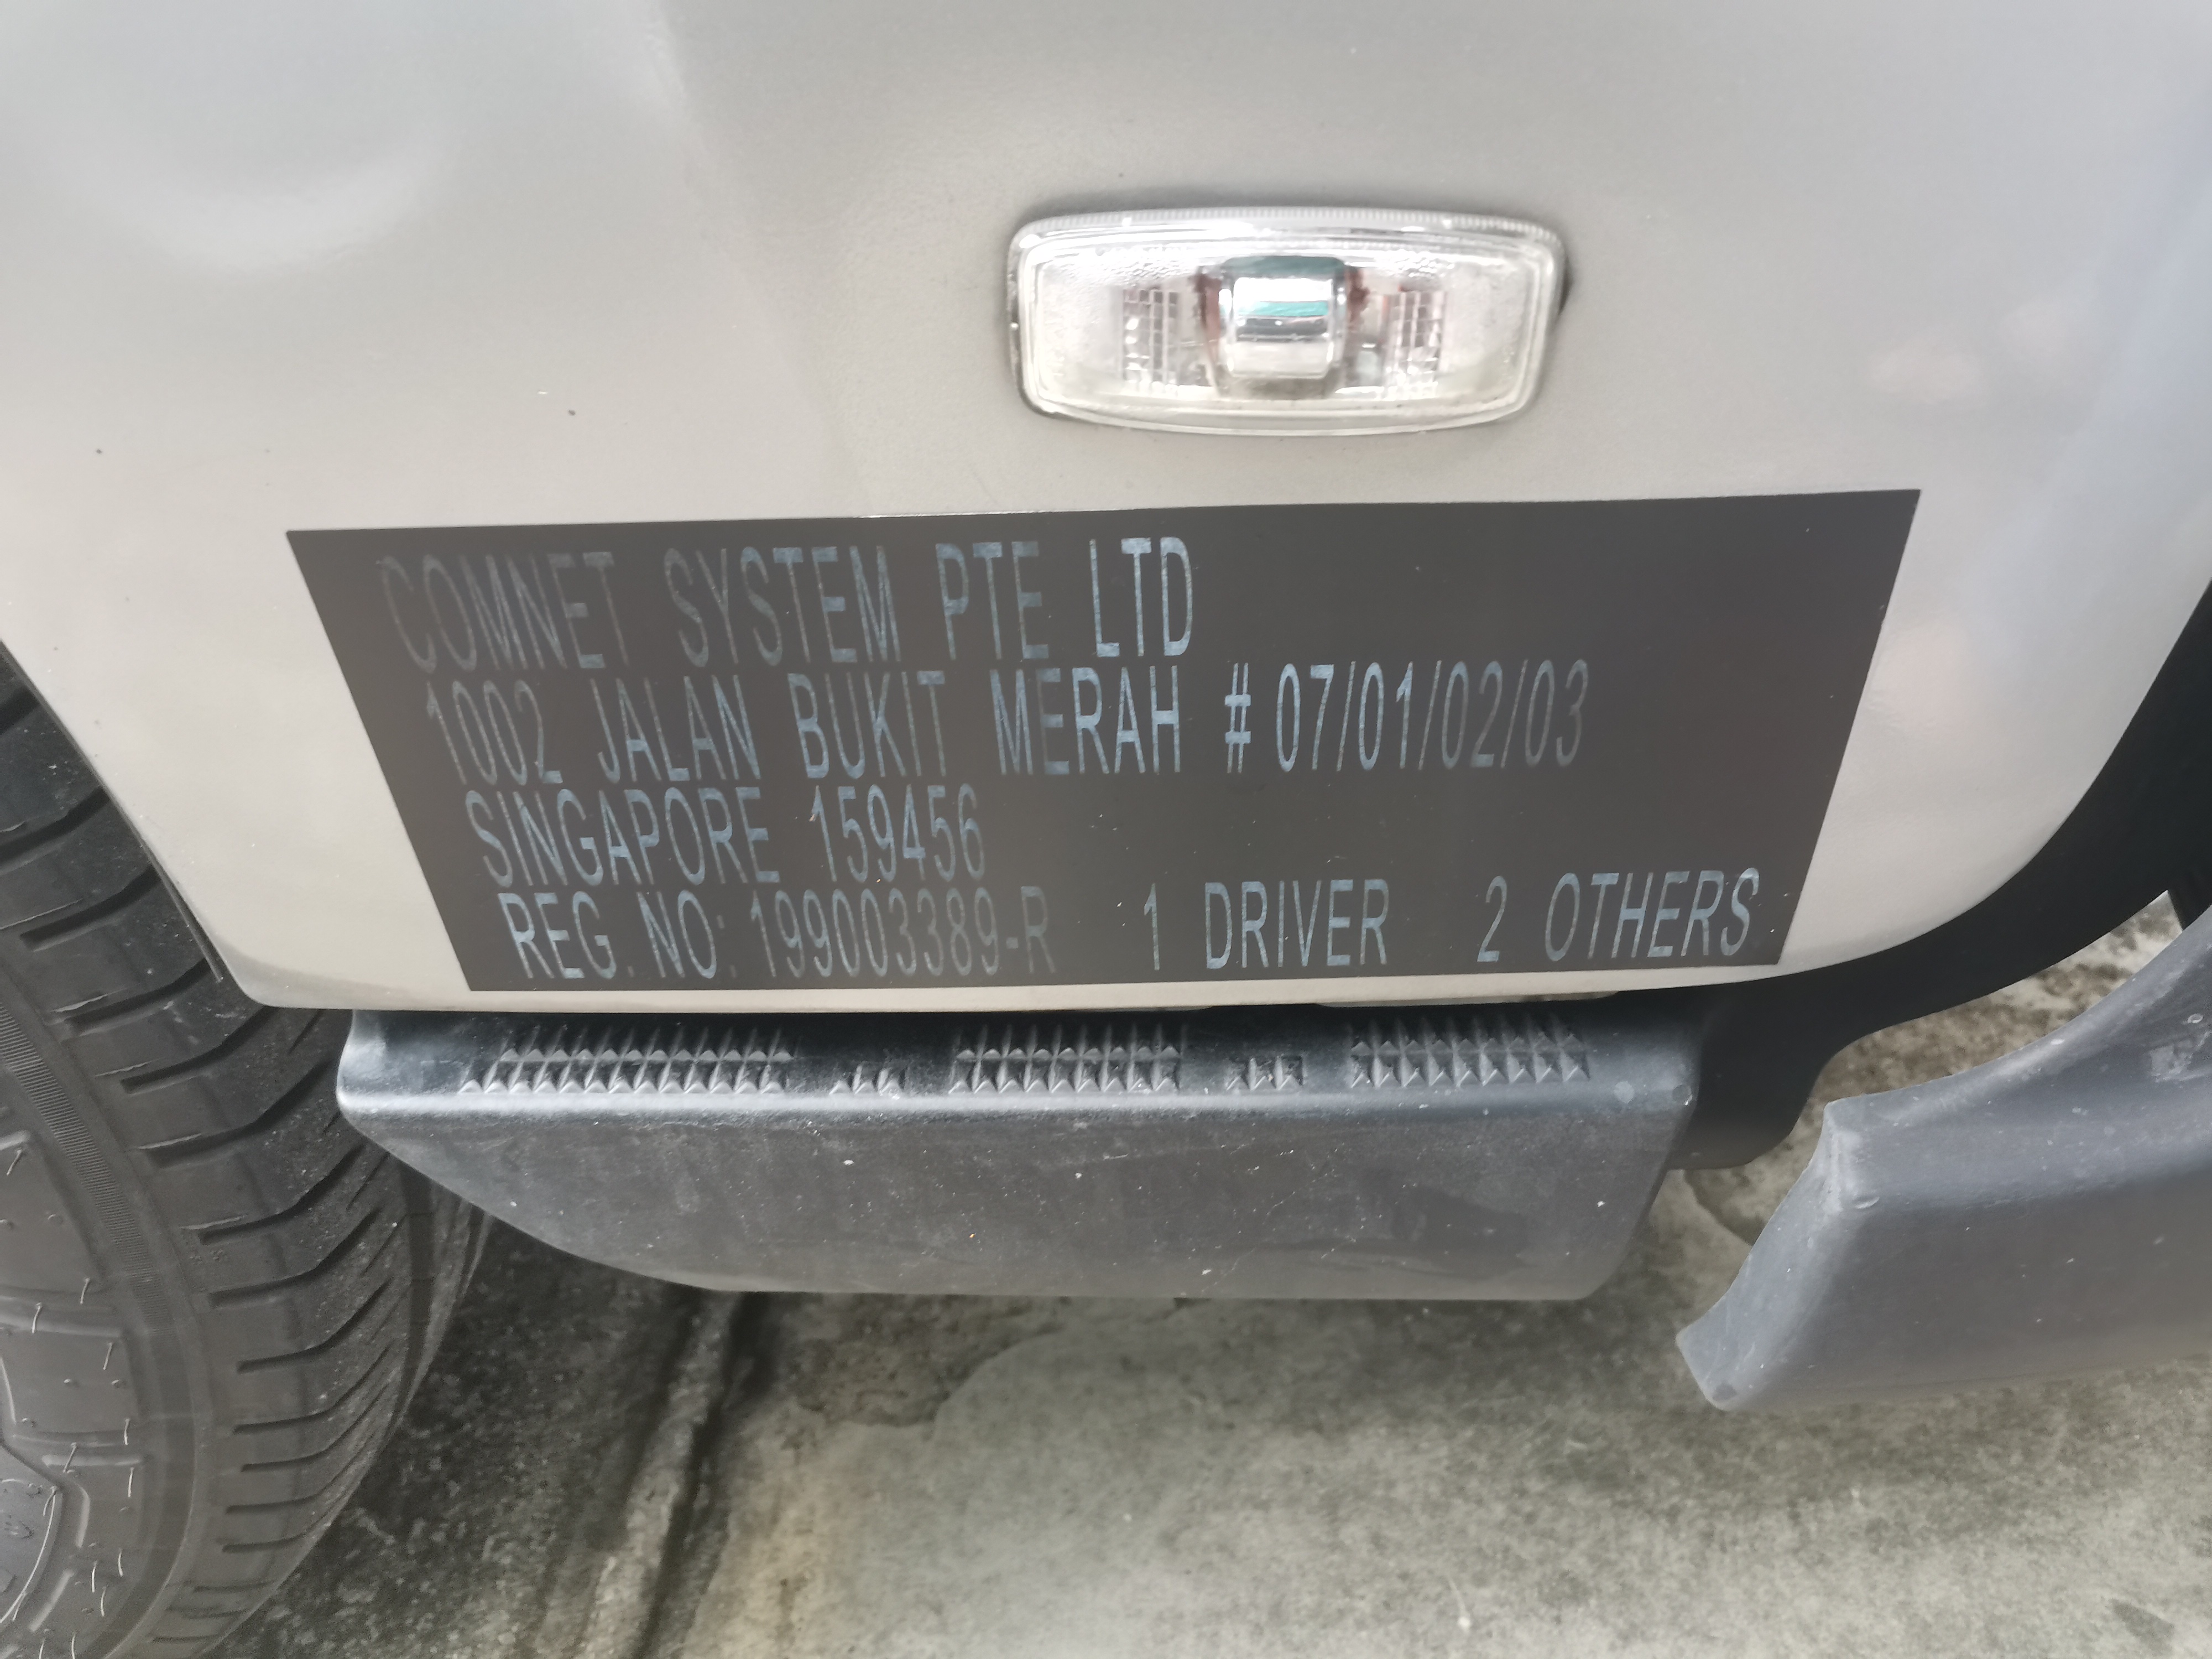 COMNET SYSTEM PTE LTD
1002 JALAN BUKIT MERAH #07/01/02/03
SINGAPORE 159456
REG. NO: 199003389-R 1 DRIVER 2 OTHERS